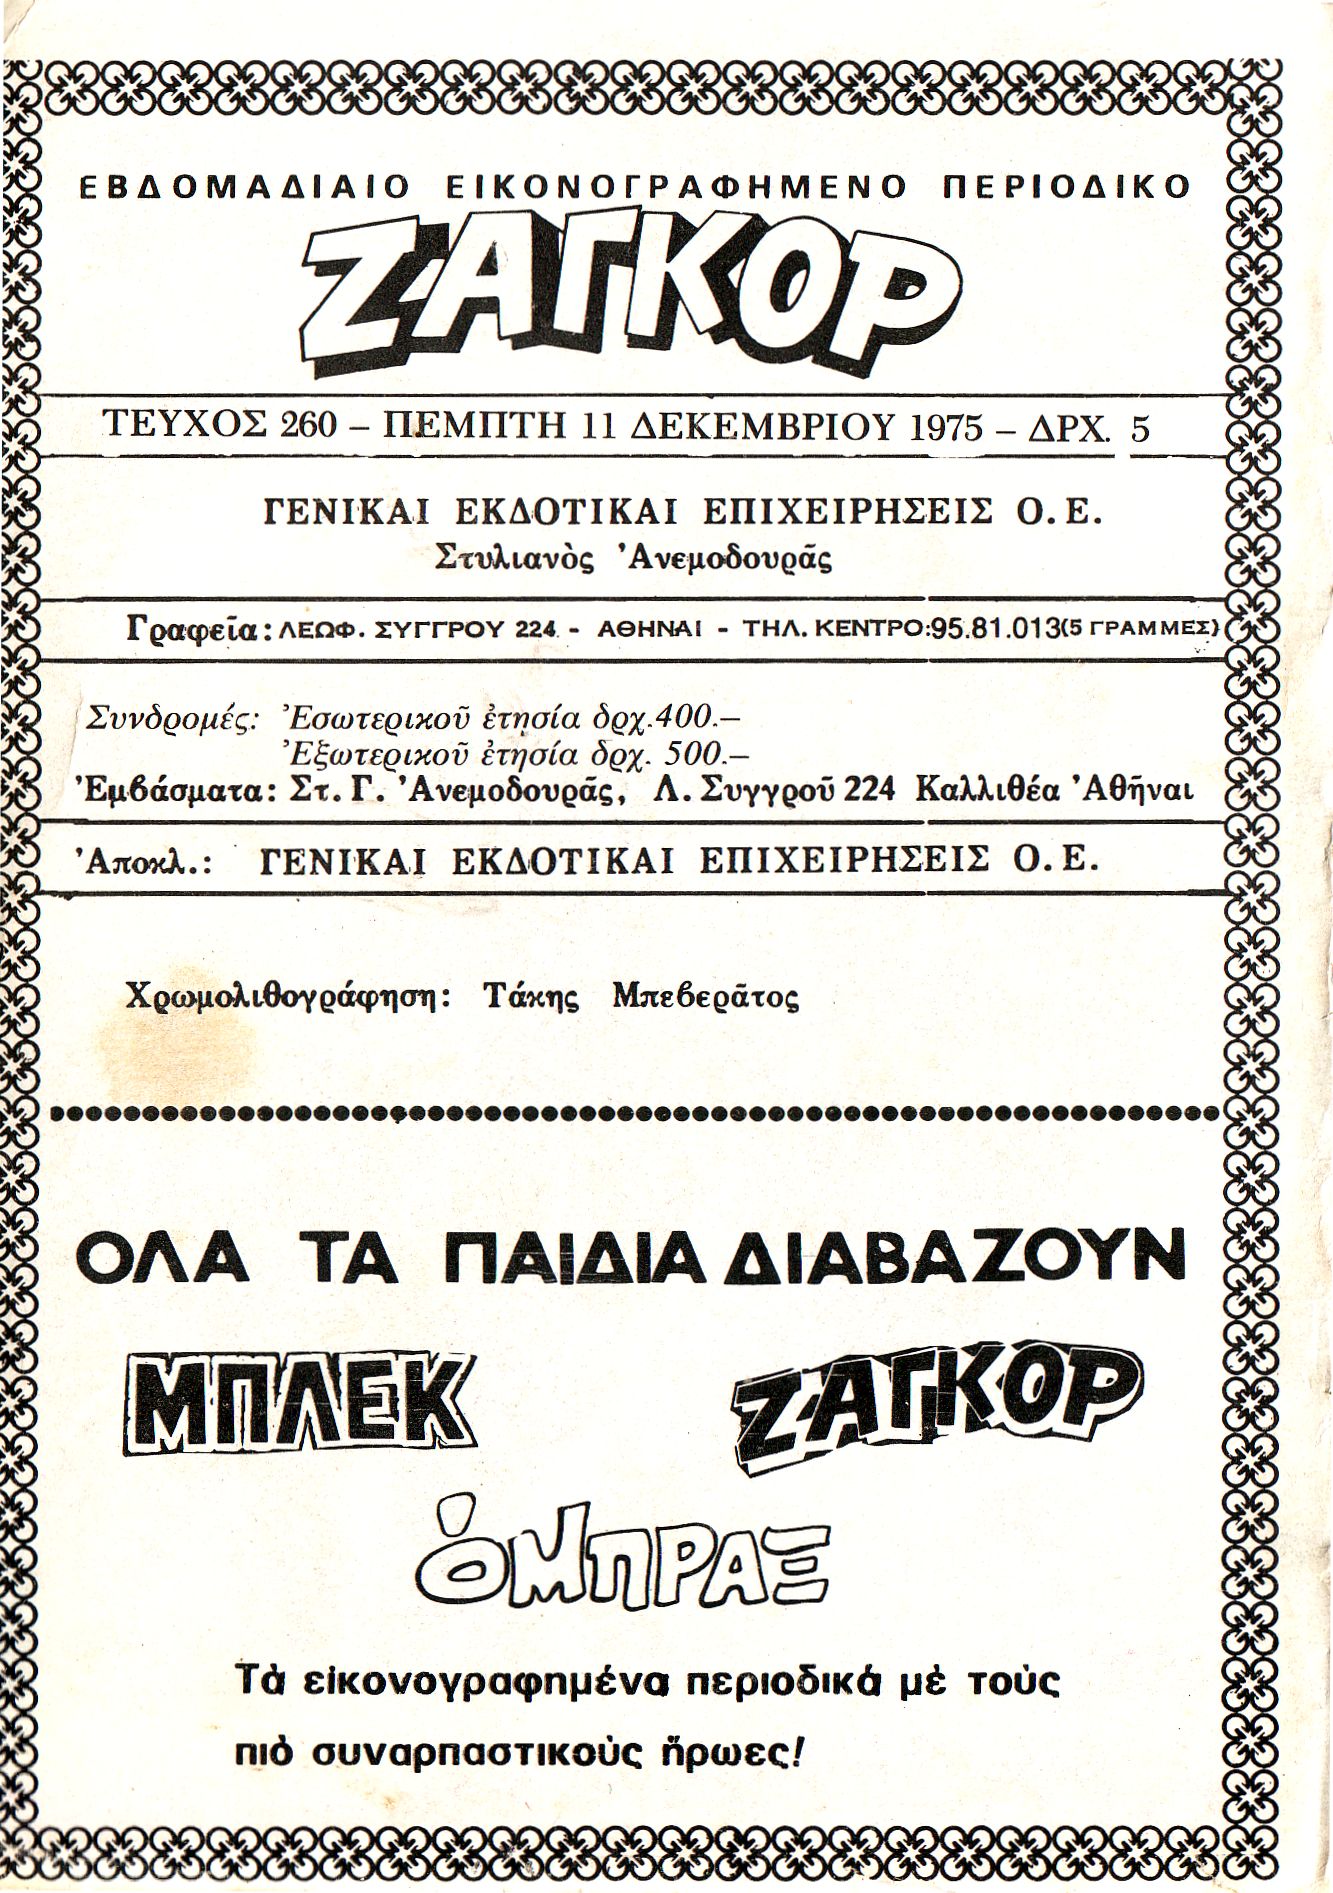 ΕΒΔΟΜΑΔΙΑΙΟ ΕΙΚΟΝΟΓΡΑΦΗΜΕΝΟ ΠΕΡΙΟΔΙΚΟ
ΖΑΓΚΟΡ
ΤΕΥΧΟΣ 260 – ΠΕΜΠΤΗ 11 ΔΕΚΕΜΒΡΙΟΥ 1975 – ΔΡΧ. 5
ΓΕΝΙΚΑΙ ΕΚΔΟΤΙΚΑΙ ΕΠΙΧΕΙΡΗΣΕΙΣ Ο.Ε.
Στυλιανὸς Ἀνεμοδουρᾶς
Γραφεῖα: ΛΕΩΦ. ΣΥΓΓΡΟΥ 224. - ΑΘΗΝΑΙ - ΤΗΛ. ΚΕΝΤΡΟ:95.81.013(5 ΓΡΑΜΜΕΣ)
Συνδρομές: Ἐσωτερικοῦ ἐτησία δρχ.400.–
Ἐξωτερικοῦ ἐτησία δρχ. 500.–
Ἐμβάσματα: Στ. Γ. Ἀνεμοδουρᾶς, Λ. Συγγροῦ 224 Καλλιθέα Ἀθῆναι
Ἀποκλ.: ΓΕΝΙΚΑΙ ΕΚΔΟΤΙΚΑΙ ΕΠΙΧΕΙΡΗΣΕΙΣ Ο.Ε.
Χρωμολιθογράφηση: Τάκης Μπεβερᾶτος
ΟΛΑ ΤΑ ΠΑΙΔΙΑ ΔΙΑΒΑΖΟΥΝ
ΜΠΛΕΚ ΖΑΓΚΟΡ
ὉΜΠΡΑΞ
Τὰ εἰκονογραφημένα περιοδικά μὲ τοὺς
πιὸ συναρπαστικοὺς ἥρωες!